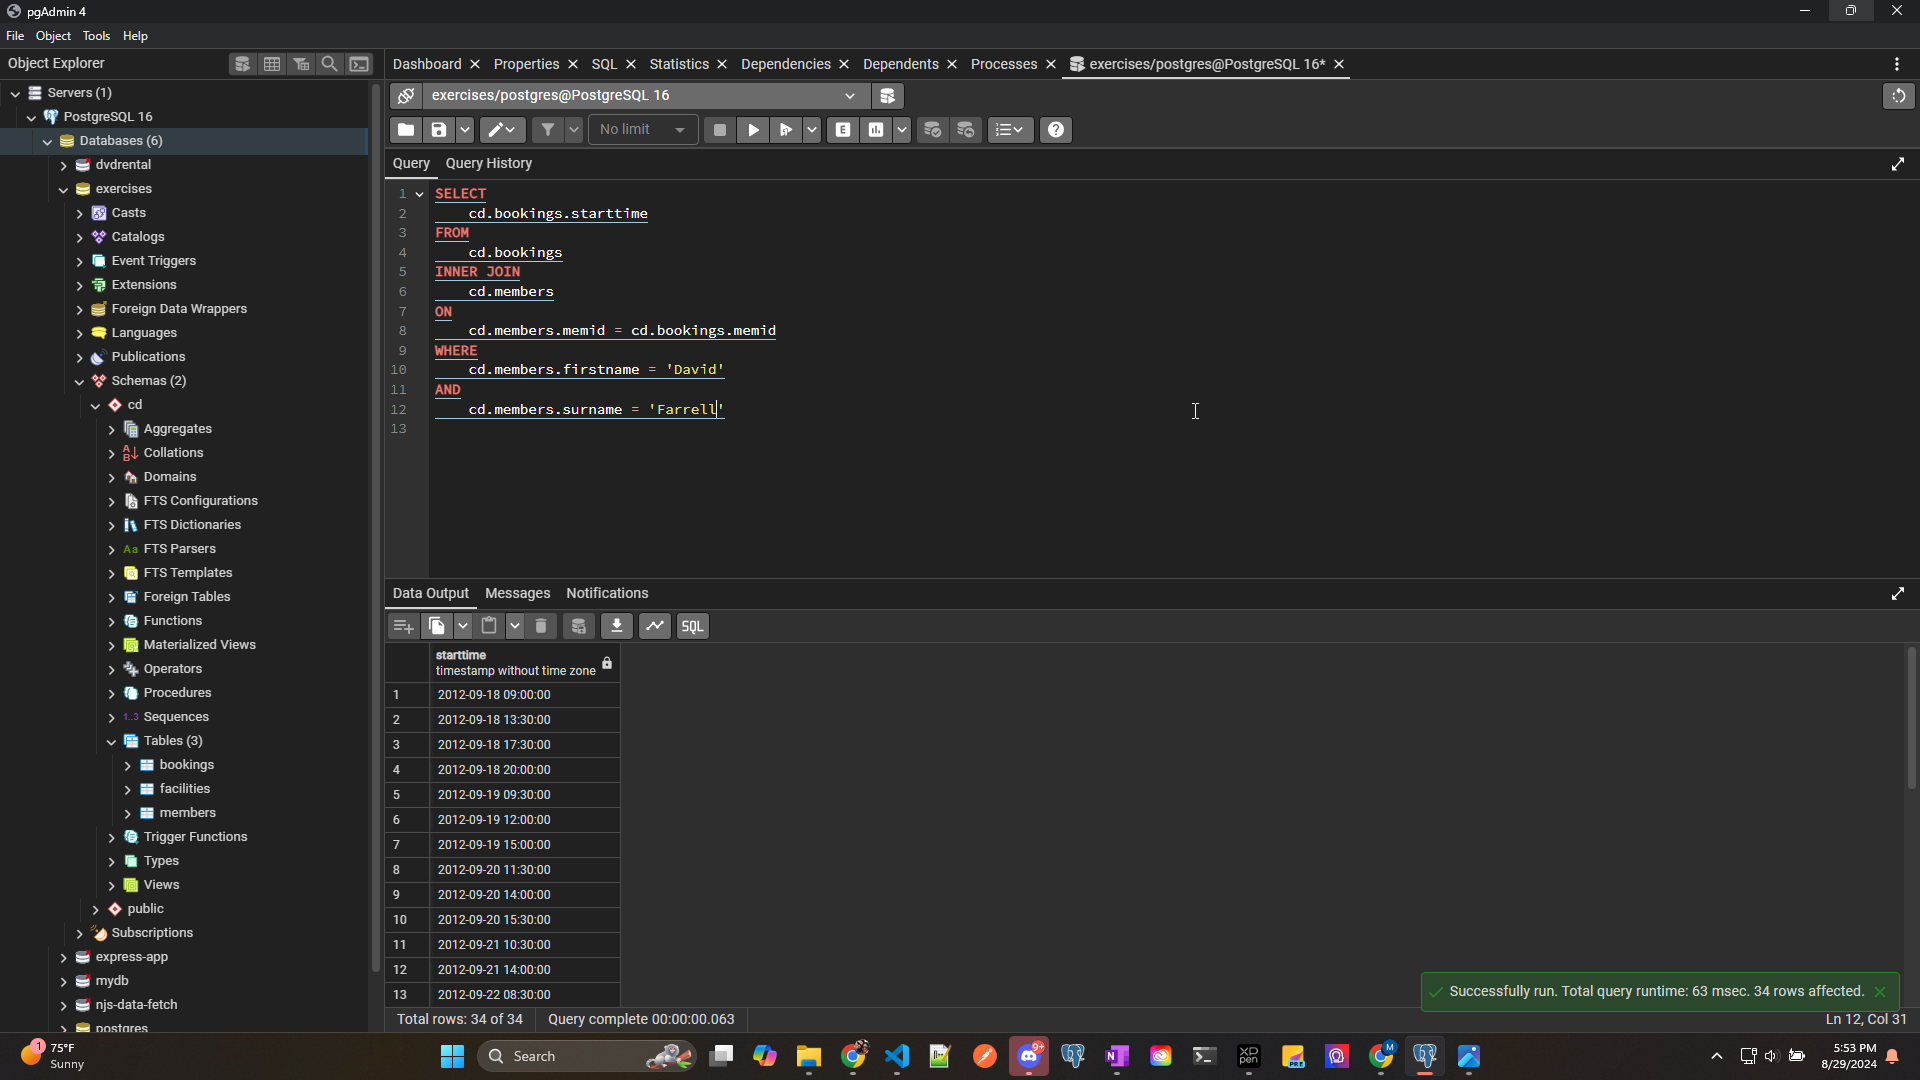 pgAdmin 4
File Object Tools Help
Object Explorer
Dashboard Properties SQL Statistics Dependencies Dependents Processes exercises/postgres@PostgreSQL 16*
Servers (1)
PostgreSQL 16
Databases (6)
dvdrental
exercises
Casts
Catalogs
Event Triggers
Extensions
Foreign Data Wrappers
Languages
Publications
Schemas (2)
cd
Aggregates
Collations
Domains
FTS Configurations
FTS Dictionaries
Aa FTS Parsers
FTS Templates
Foreign Tables
Functions
Materialized Views
Operators
Procedures
1..3 Sequences
Tables (3)
bookings
facilities
members
Trigger Functions
Types
Views
public
Subscriptions
express-app
mydb
njs-data-fetch
postgres
exercises/postgres@PostgreSQL 16
No limit
E
Query Query History
1 SELECT
2 cd.bookings.starttime
3 FROM
4 cd.bookings
5 INNER JOIN
6 cd.members
7 ON
8 cd.members.memid = cd.bookings.memid
9 WHERE
10 cd.members.firstname = 'David'
11 AND
12 cd.members.surname = 'Farrell'
13
Data Output Messages Notifications
SQL
starttime
timestamp without time zone
1 2012-09-18 09:00:00
2 2012-09-18 13:30:00
3 2012-09-18 17:30:00
4 2012-09-18 20:00:00
5 2012-09-19 09:30:00
6 2012-09-19 12:00:00
7 2012-09-19 15:00:00
8 2012-09-20 11:30:00
9 2012-09-20 14:00:00
10 2012-09-20 15:30:00
11 2012-09-21 10:30:00
12 2012-09-21 14:00:00
13 2012-09-22 08:30:00
Successfully run. Total query runtime: 63 msec. 34 rows affected.
Total rows: 34 of 34 Query complete 00:00:00.063
Ln 12, Col 31
1
75°F
Sunny
Search
9+
XP
PEN
PRE
M
5:53 PM
8/29/2024